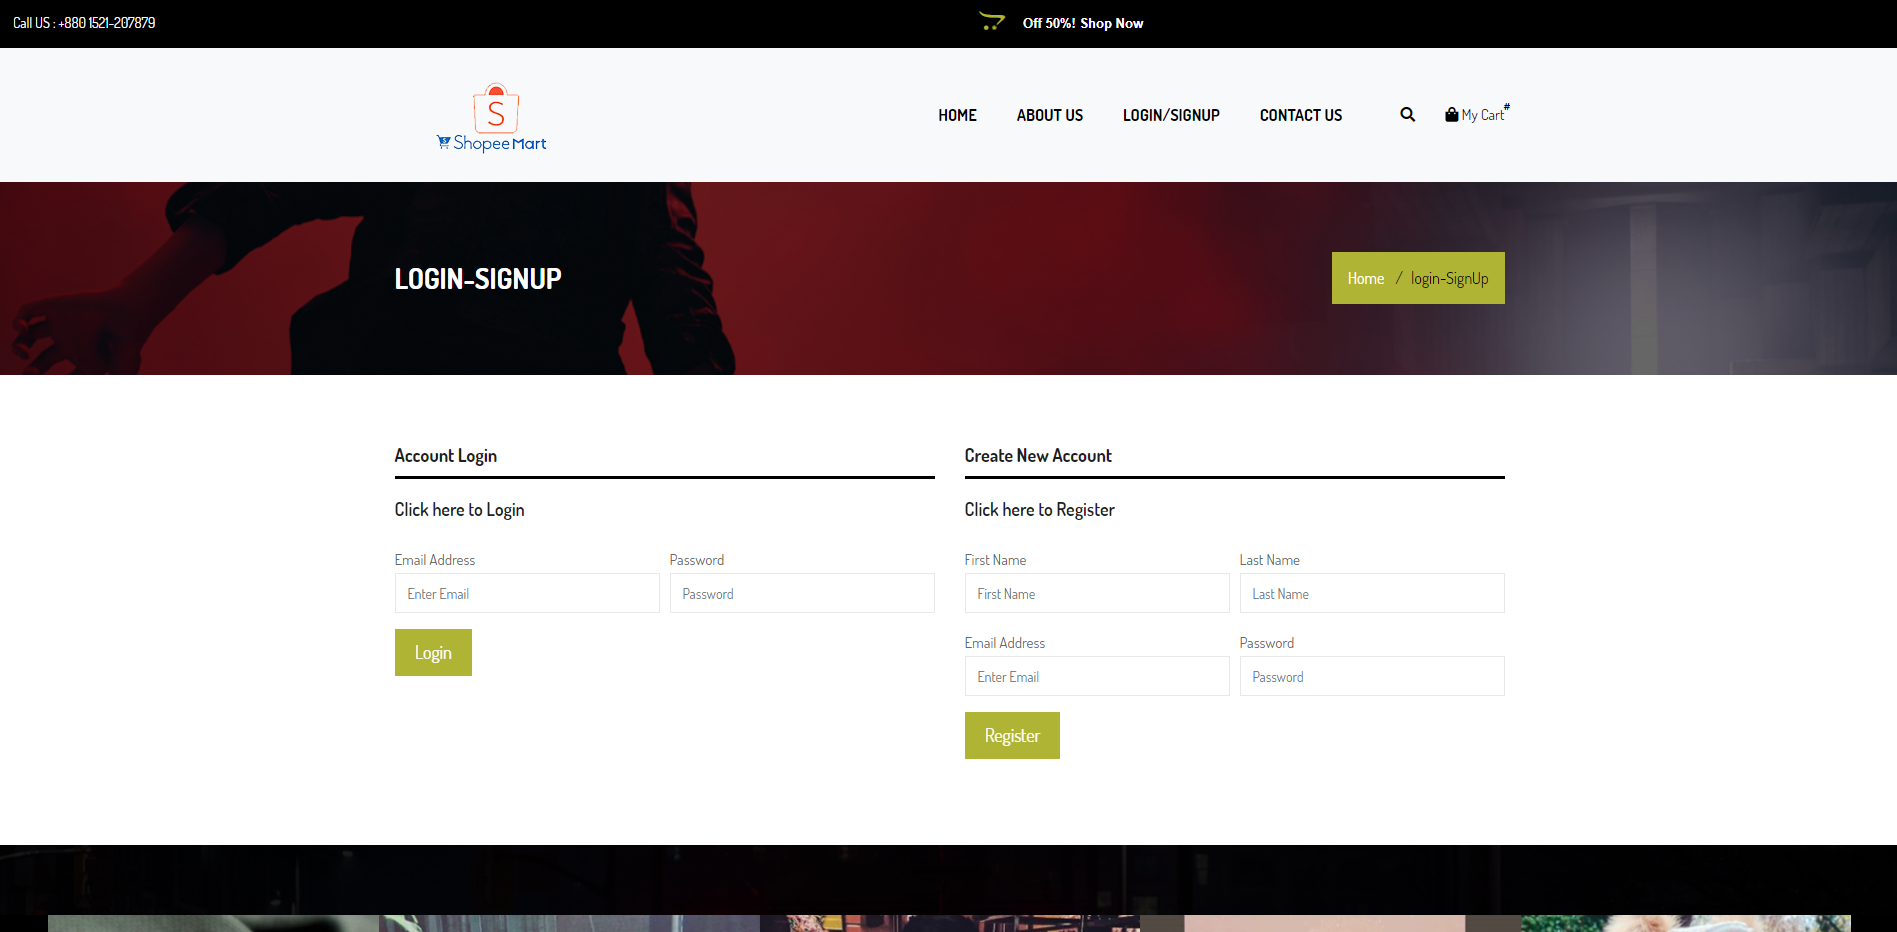 Call US : +880 1521-207879
Off 50%! Shop Now
S
Shopee Mart
HOME ABOUT US LOGIN/SIGNUP CONTACT US My Cart #
LOGIN-SIGNUP
Home / login-SignUp
Account Login
Click here to Login
Email Address Password
Enter Email Password
Login
Create New Account
Click here to Register
First Name Last Name
First Name Last Name
Email Address Password
Enter Email Password
Register